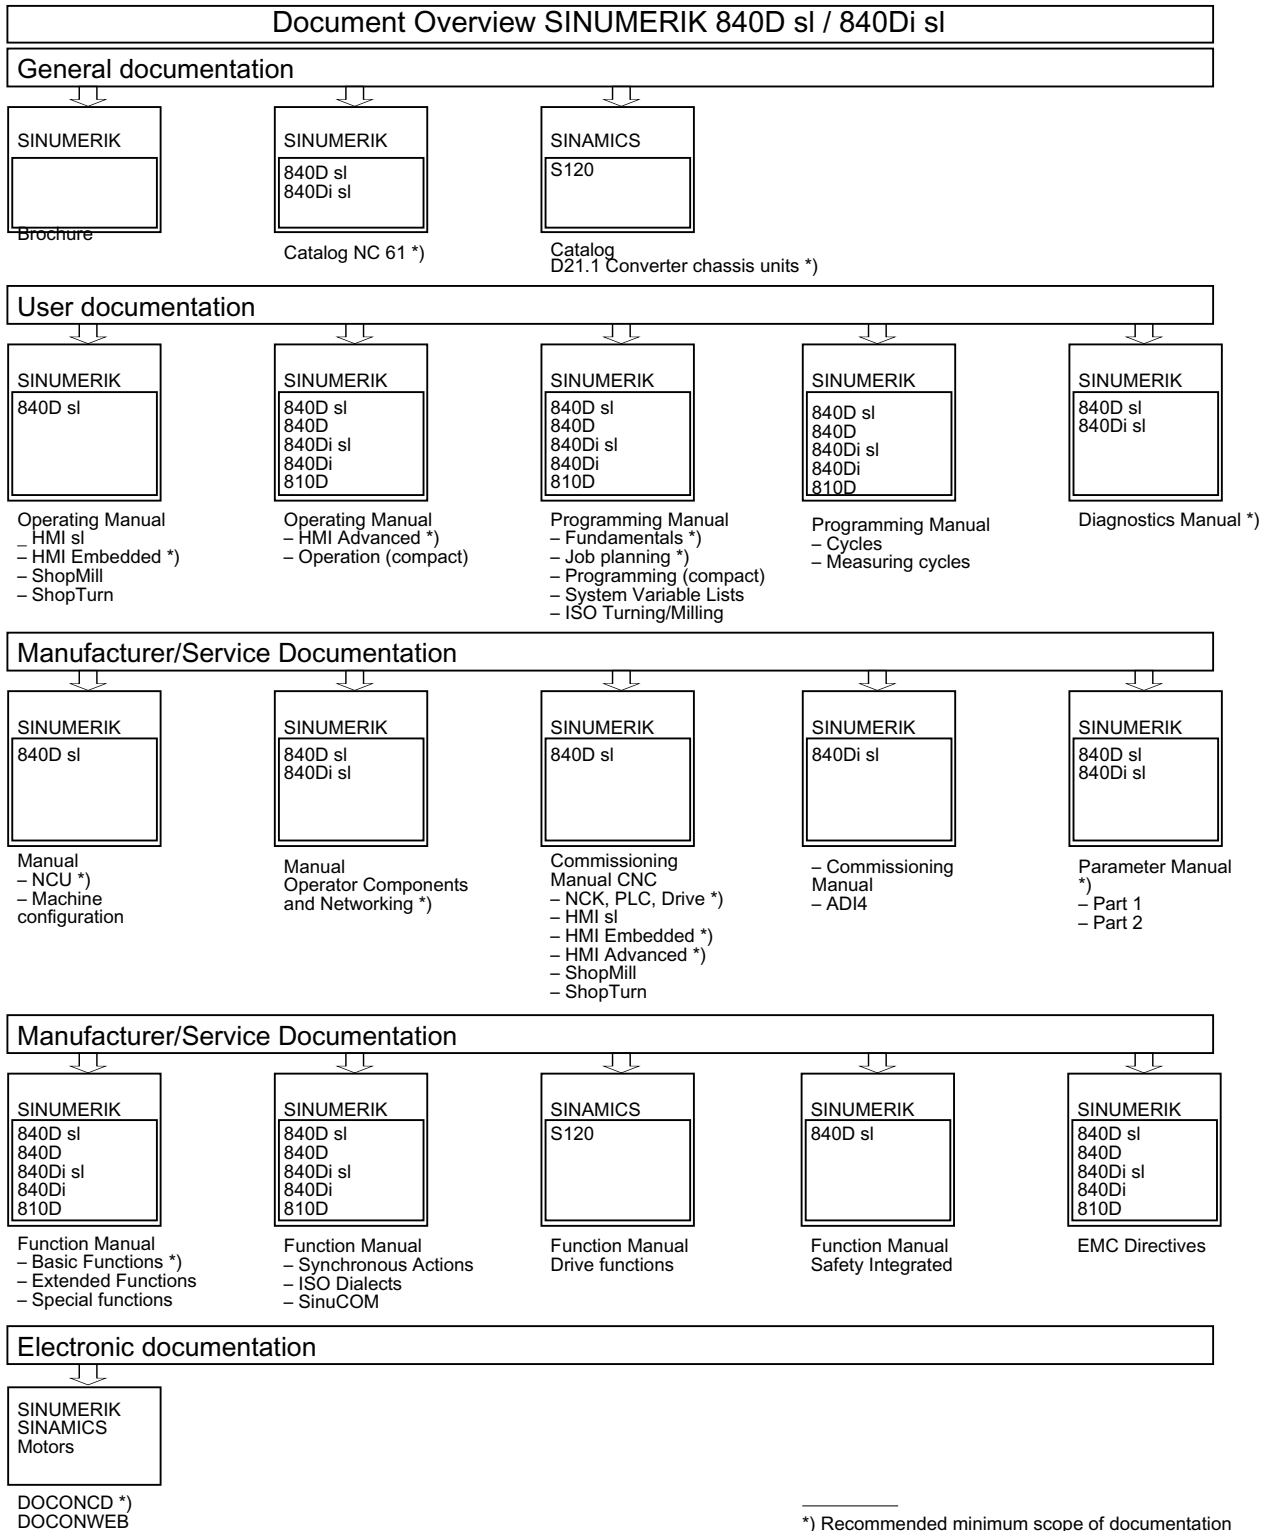 Document Overview SINUMERIK 840D sl / 840Di sl
General documentation
SINUMERIK
Brochure
SINUMERIK
840D sl
840Di sl
Catalog NC 61 *)
SINAMICS
S120
Catalog
D21.1 Converter chassis units *)
User documentation
SINUMERIK
840D sl
Operating Manual
_ HMI sl
– HMI Embedded *)
– ShopMill
– ShopTurn
SINUMERIK
840D sl
840D
840Di sl
840Di
810D
Operating Manual
– HMI Advanced *)
– Operation (compact)
SINUMERIK
840D sl
840D
840Di sl
840Di
810D
Programming Manual
– Fundamentals *)
– Job planning *)
– Programming (compact)
– System Variable Lists
– ISO Turning/Milling
SINUMERIK
840D sl
840D
840Di sl
840Di
810D
Programming Manual
– Cycles
– Measuring cycles
SINUMERIK
840D sl
840Di sl
Diagnostics Manual *)
Manufacturer/Service Documentation
SINUMERIK
840D sl
Manual
– NCU *)
– Machine
configuration
SINUMERIK
840D sl
840Di sl
Manual
Operator Components
and Networking *)
SINUMERIK
840D sl
Commissioning
Manual CNC
– NCK, PLC, Drive *)
– HMI sl
– HMI Embedded *)
– HMI Advanced *)
– ShopMill
– ShopTurn
SINUMERIK
840Di sl
– Commissioning
Manual
– ADI4
SINUMERIK
840D sl
840Di sl
Parameter Manual
*)
– Part 1
– Part 2
Manufacturer/Service Documentation
SINUMERIK
840D sl
840D
840Di sl
840Di
810D
Function Manual
– Basic Functions *)
– Extended Functions
– Special functions
SINUMERIK
840D sl
840D
840Di sl
840Di
810D
Function Manual
– Synchronous Actions
– ISO Dialects
– SinuCOM
SINAMICS
S120
Function Manual
Drive functions
SINUMERIK
840D sl
Function Manual
Safety Integrated
SINUMERIK
840D sl
840D
840Di sl
840Di
810D
EMC Directives
Electronic documentation
SINUMERIK
SINAMICS
Motors
DOCONCD *)
DOCONWEB
*) Recommended minimum scope of documentation